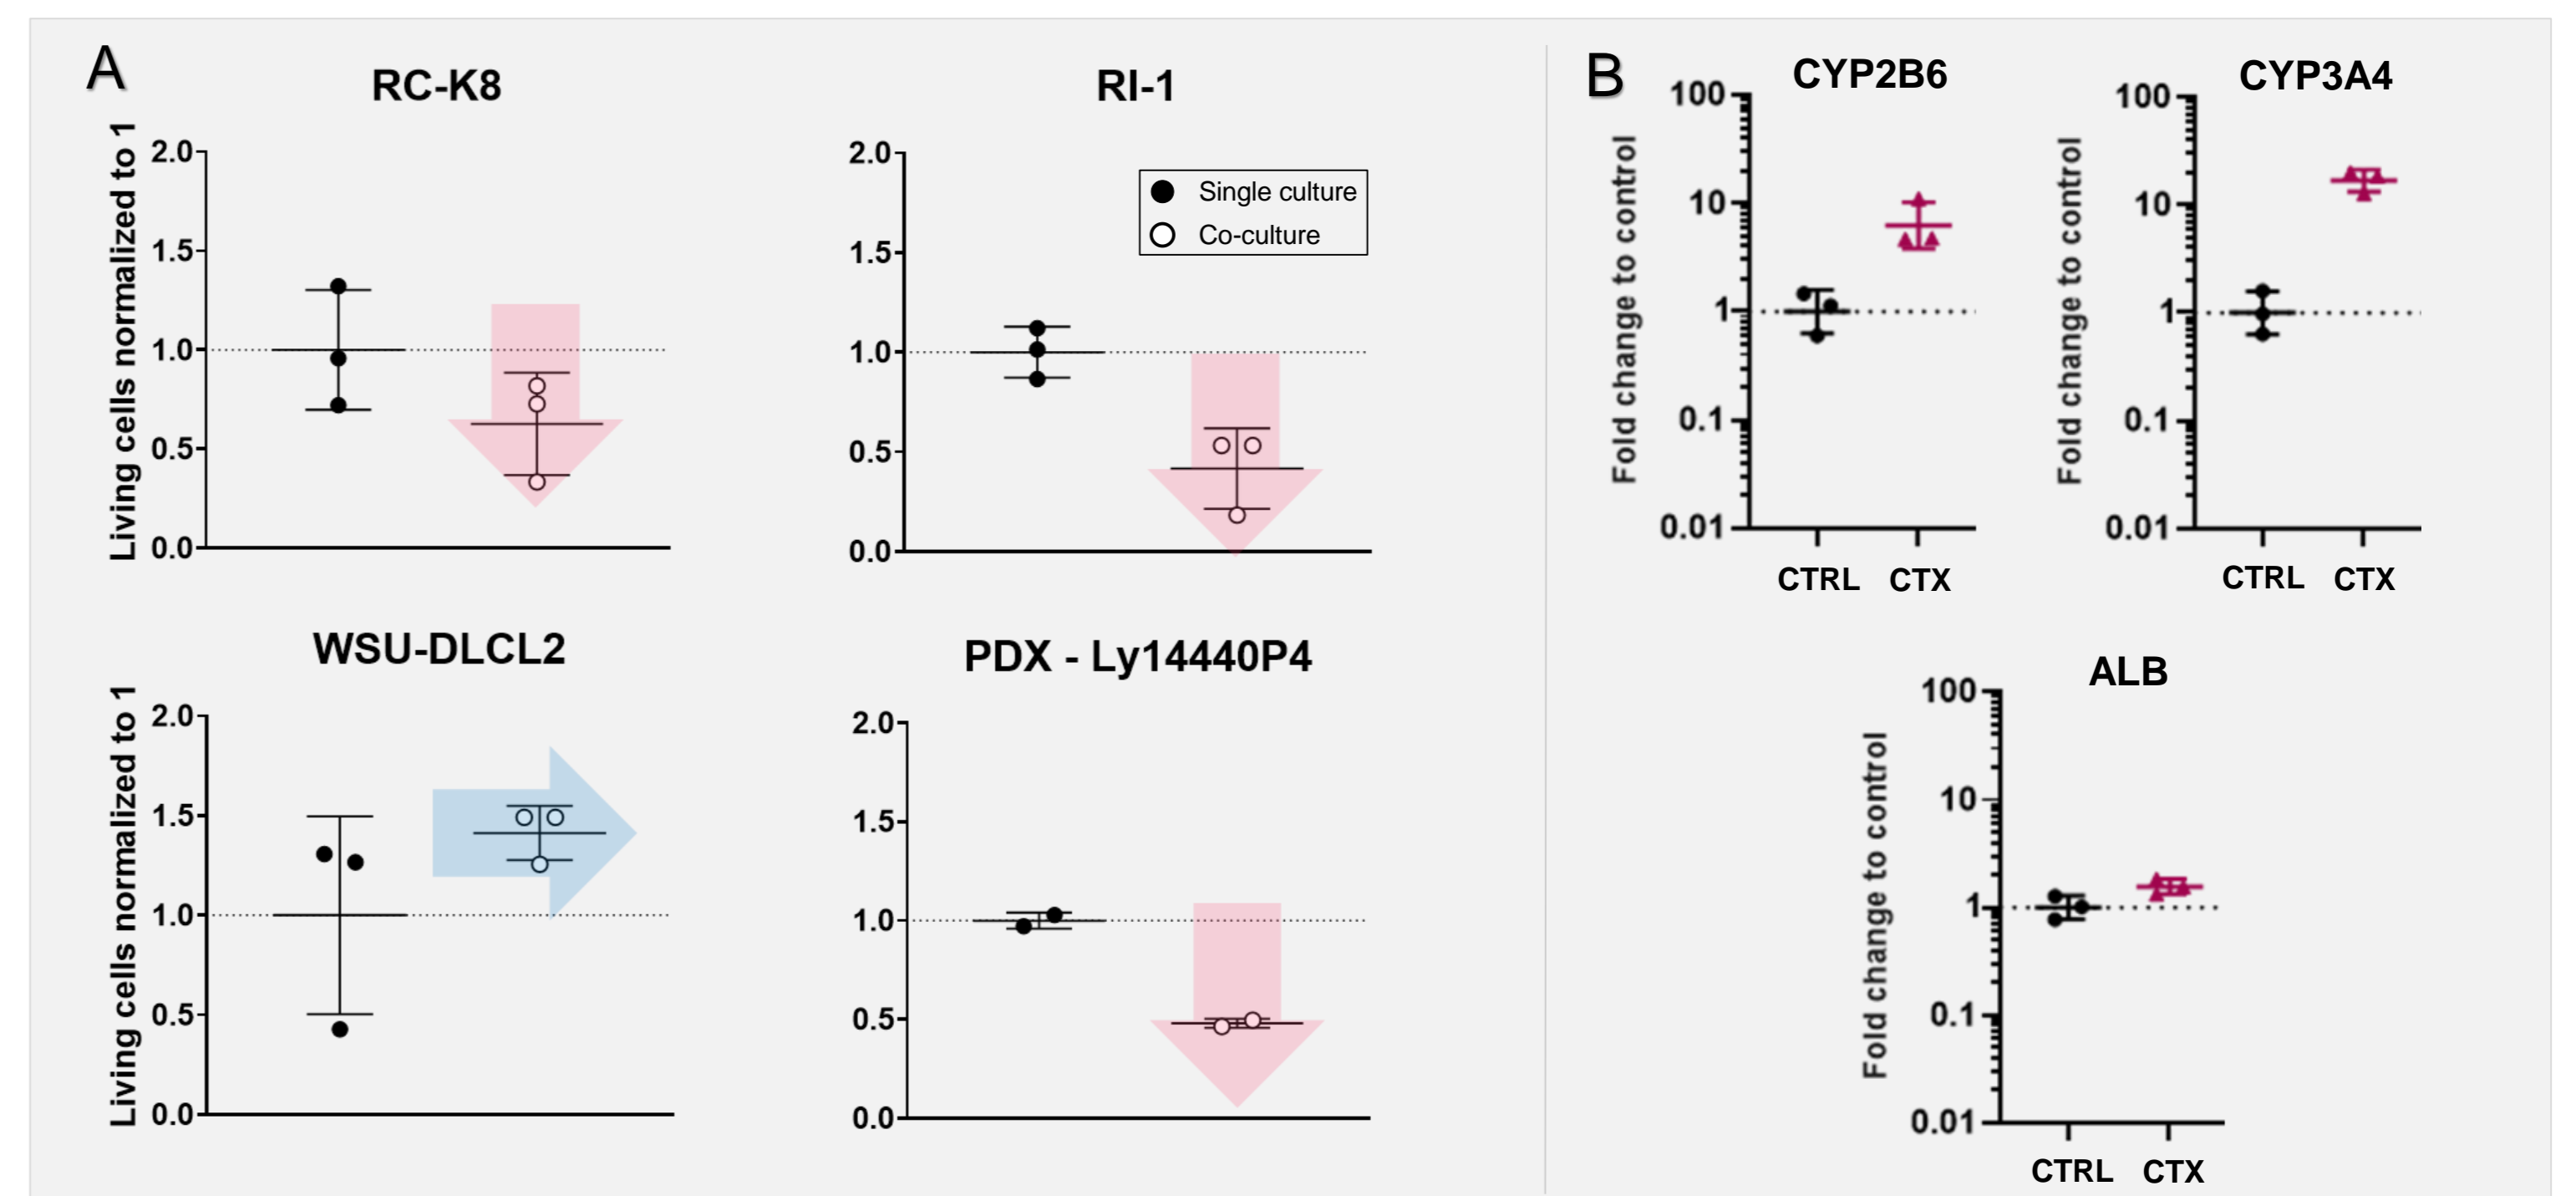 A
RC-K8
Living cells normalized to 1
2.0
1.5
1.0
0.5
0.0
RI-1
2.0
1.5
1.0
0.5
0.0
Single culture
Co-culture
WSU-DLCL2
Living cells normalized to 1
2.0
1.5
1.0
0.5
0.0
PDX - Ly14440P4
2.0
1.5
1.0
0.5
0.0
B
CYP2B6
Fold change to control
100
10
1
0.1
0.01
CTRL CTX
CYP3A4
Fold change to control
100
10
1
0.1
0.01
CTRL CTX
ALB
Fold change to control
100
10
1
0.1
0.01
CTRL CTX